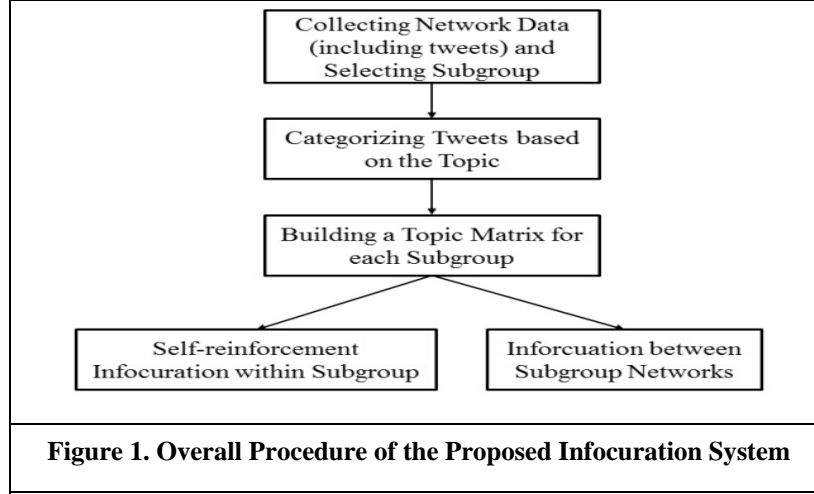 Collecting Network Data
(including tweets) and
Selecting Subgroup
Categorizing Tweets based
on the Topic
Building a Topic Matrix for
each Subgroup
Self-reinforcement
Infocuration within Subgroup
Inforcuation between
Subgroup Networks
Figure 1. Overall Procedure of the Proposed Infocuration System